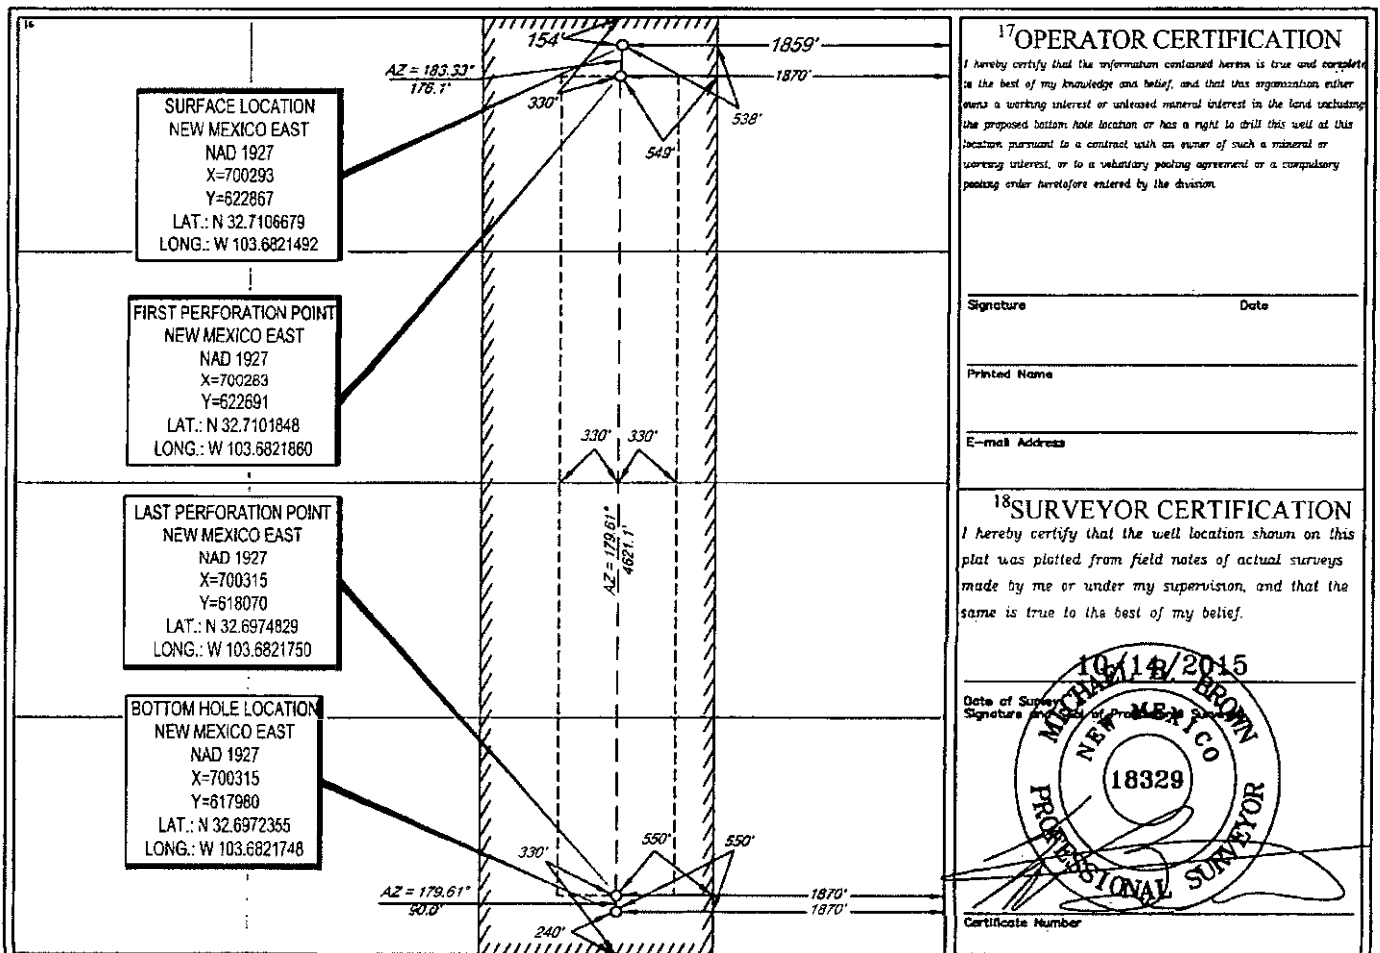 16
154'
1859'
AZ = 183.33°
176.1'
1870'
330'
538'
549'
SURFACE LOCATION
NEW MEXICO EAST
NAD 1927
X=700293
Y=622867
LAT.: N 32.7106679
LONG.: W 103.6821492
FIRST PERFORATION POINT
NEW MEXICO EAST
NAD 1927
X=700283
Y=622691
LAT.: N 32.7101848
LONG.: W 103.6821860
330'
330'
AZ = 179.61°
4621.1'
LAST PERFORATION POINT
NEW MEXICO EAST
NAD 1927
X=700315
Y=618070
LAT.: N 32.6974829
LONG.: W 103.6821750
BOTTOM HOLE LOCATION
NEW MEXICO EAST
NAD 1927
X=700315
Y=617980
LAT.: N 32.6972355
LONG.: W 103.6821748
330'
550'
550'
AZ = 179.61°
90.0'
1870'
1870'
240'
17 OPERATOR CERTIFICATION
I hereby certify that the information contained herein is true and complete
to the best of my knowledge and belief, and that this organization either
owns a working interest or unleased mineral interest in the land including
the proposed bottom hole location or has a right to drill this well at this
location pursuant to a contract with an owner of such a mineral or
working interest, or to a voluntary pooling agreement or a compulsory
pooling order heretofore entered by the division
Signature Date
Printed Name
E-mail Address
18 SURVEYOR CERTIFICATION
I hereby certify that the well location shown on this
plat was plotted from field notes of actual surveys
made by me or under my supervision, and that the
same is true to the best of my belief.
10/14/2015
Date of Survey
Signature and Seal of Professional Surveyor
MICHAEL B. BROWN
NEW MEXICO
18329
PROFESSIONAL SURVEYOR
Certificate Number